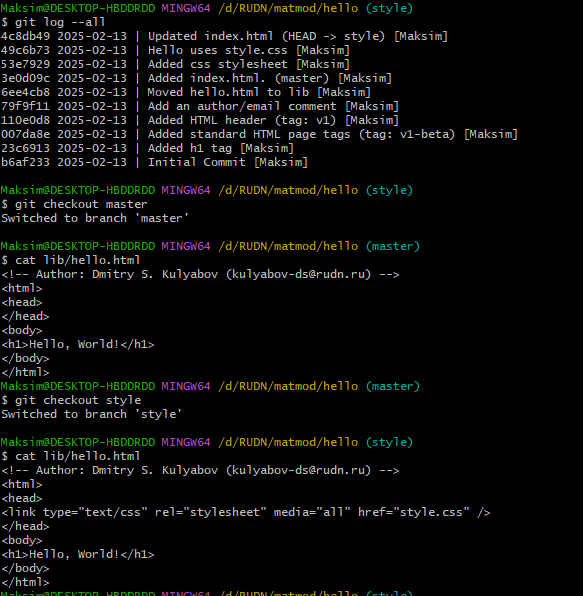 Maksim@DESKTOP-HBDDRDD MINGW64 /d/RUDN/matmod/hello (style)
$ git log --all
4c8db49 2025-02-13 | Updated index.html (HEAD -> style) [Maksim]
49c6b73 2025-02-13 | Hello uses style.css [Maksim]
53e7929 2025-02-13 | Added css stylesheet [Maksim]
3e0d09c 2025-02-13 | Added index.html. (master) [Maksim]
6ee4cb8 2025-02-13 | Moved hello.html to lib [Maksim]
79f9f11 2025-02-13 | Add an author/email comment [Maksim]
110e0d8 2025-02-13 | Added HTML header (tag: v1) [Maksim]
007da8e 2025-02-13 | Added standard HTML page tags (tag: v1-beta) [Maksim]
23c6913 2025-02-13 | Added h1 tag [Maksim]
b6af233 2025-02-13 | Initial Commit [Maksim]
Maksim@DESKTOP-HBDDRDD MINGW64 /d/RUDN/matmod/hello (style)
$ git checkout master
Switched to branch 'master'
Maksim@DESKTOP-HBDDRDD MINGW64 /d/RUDN/matmod/hello (master)
$ cat lib/hello.html
<!-- Author: Dmitry S. Kulyabov (kulyabov-ds@rudn.ru) -->
<html>
<head>
</head>
<body>
<h1>Hello, World!</h1>
</body>
</html>
Maksim@DESKTOP-HBDDRDD MINGW64 /d/RUDN/matmod/hello (master)
$ git checkout style
Switched to branch 'style'
Maksim@DESKTOP-HBDDRDD MINGW64 /d/RUDN/matmod/hello (style)
$ cat lib/hello.html
<!-- Author: Dmitry S. Kulyabov (kulyabov-ds@rudn.ru) -->
<html>
<head>
<link type="text/css" rel="stylesheet" media="all" href="style.css" />
</head>
<body>
<h1>Hello, World!</h1>
</body>
</html>
Maksim@DESKTOP-HBDDRDD MINGW64 /d/RUDN/matmod/hello (style)